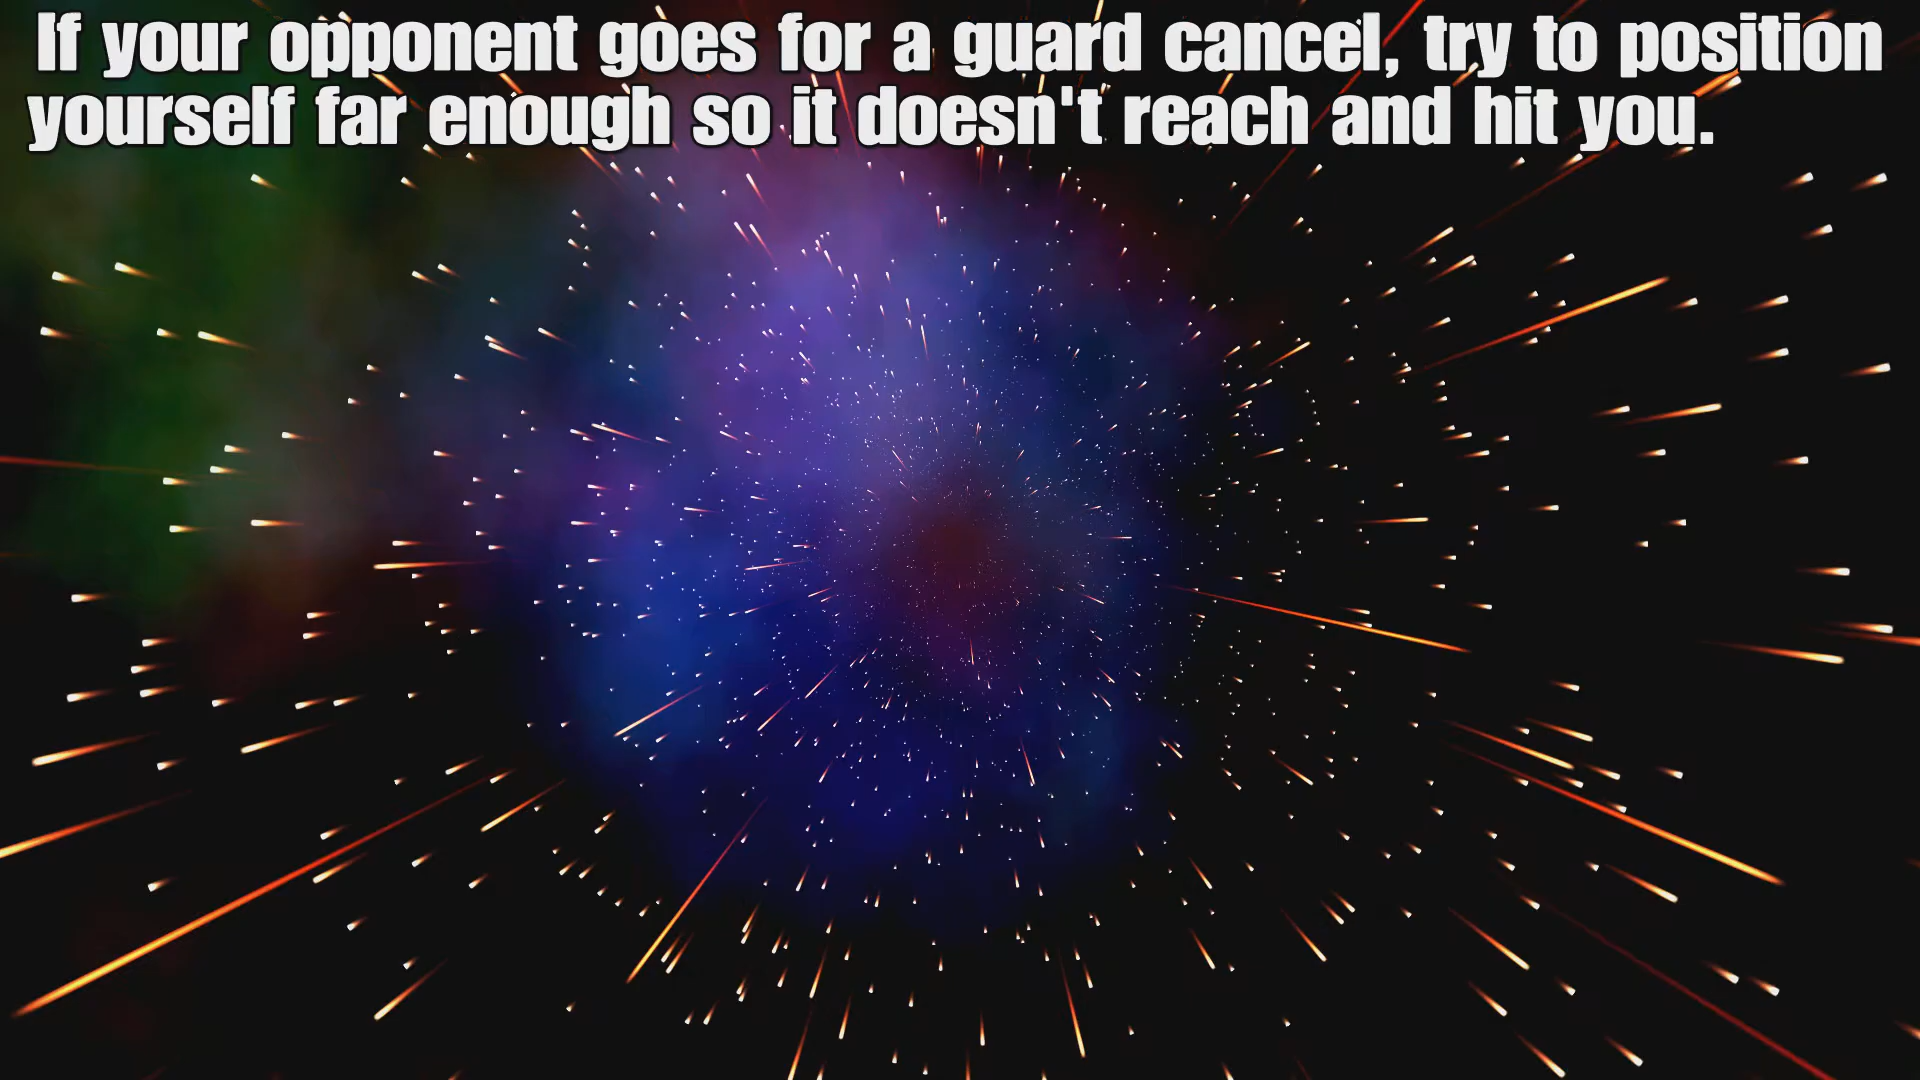 If your opponent goes for a guard cancel, try to position
yourself far enough so it doesn't reach and hit you.